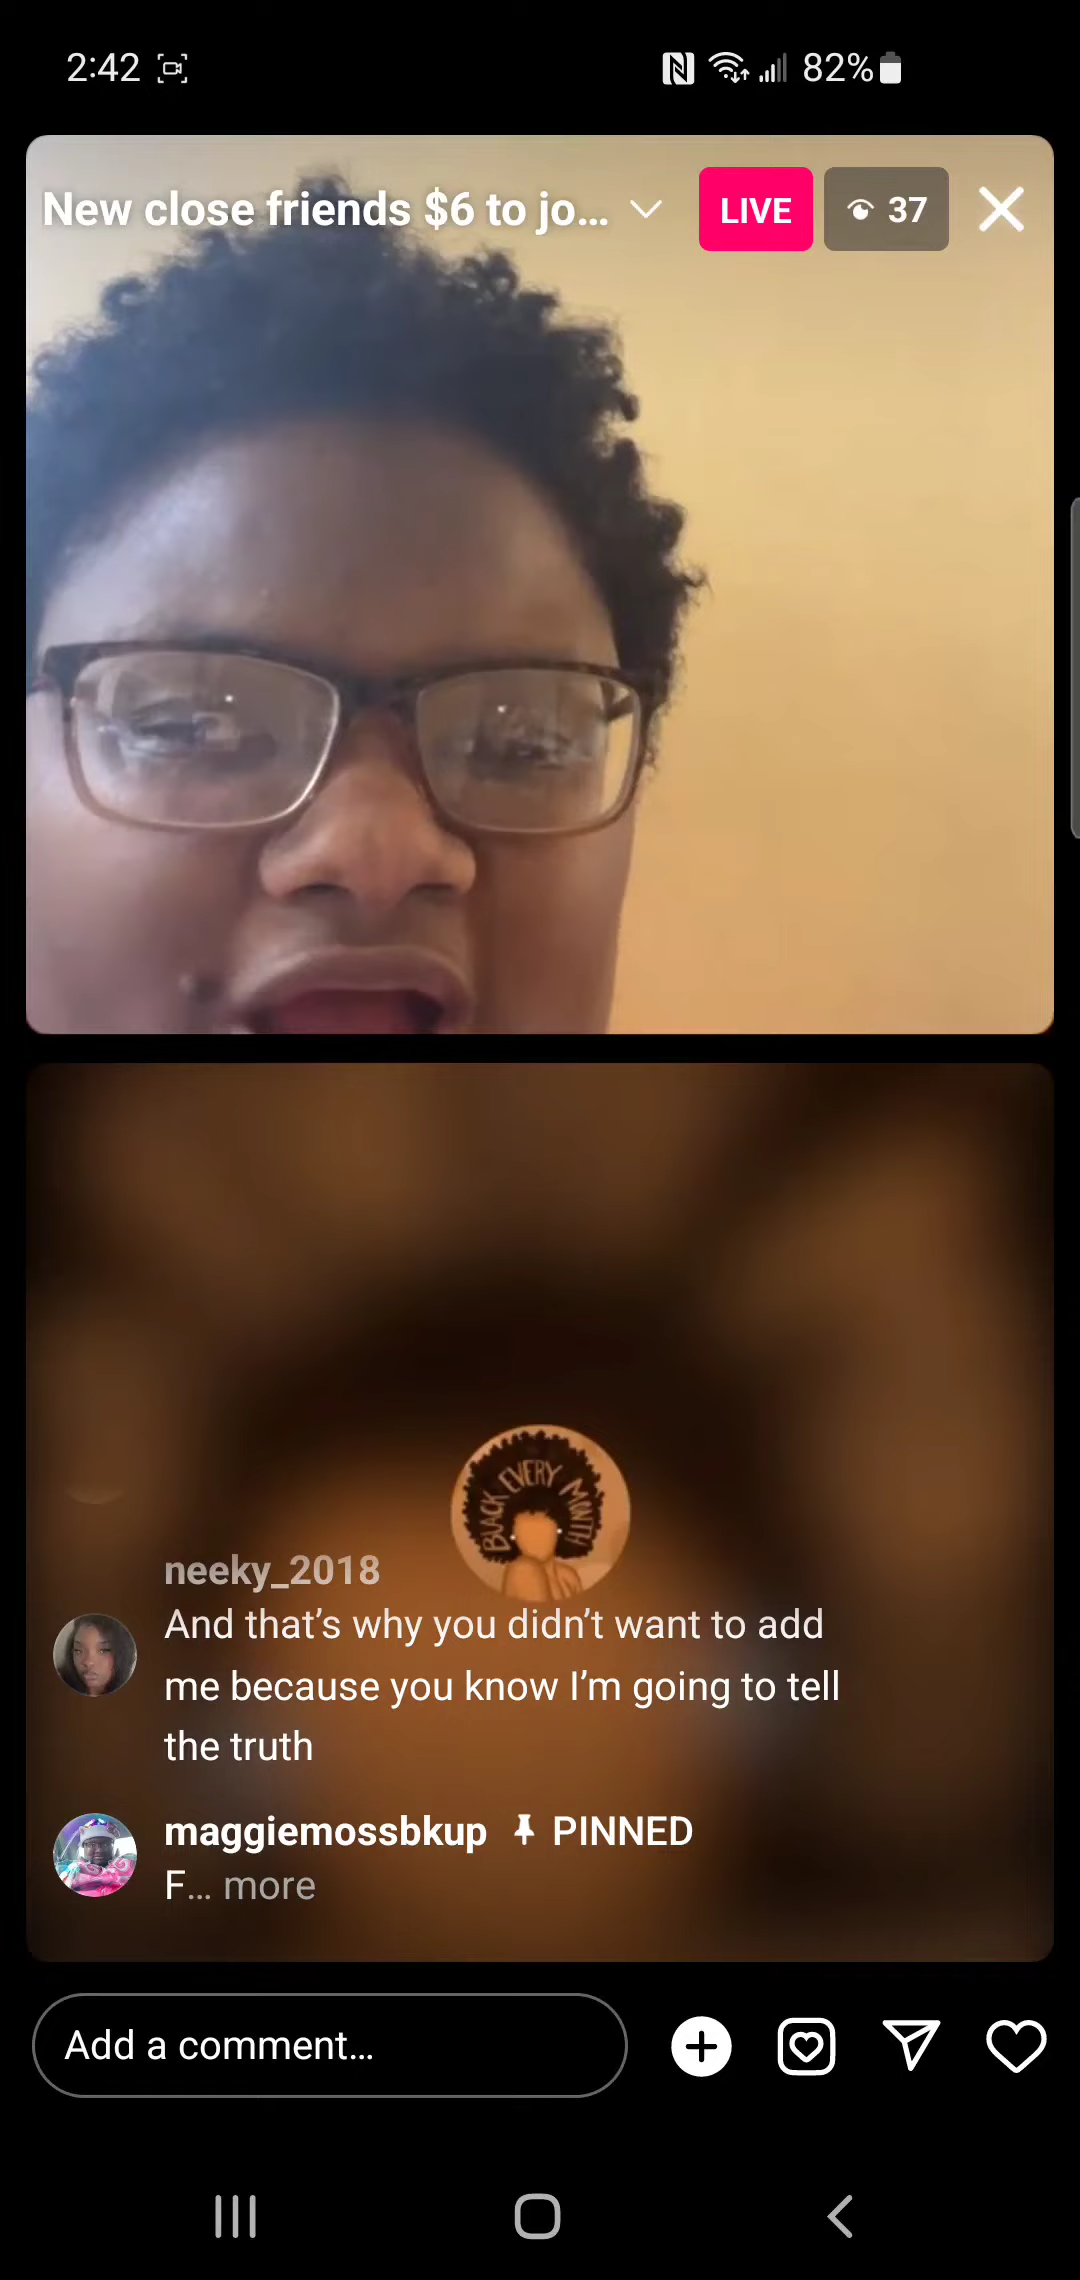 2:42
82%
New close friends $6 to jo...
LIVE
37
BLACK EVERY MONTH
neeky_2018
And that's why you didn't want to add
me because you know I'm going to tell
the truth
maggiemossbkup PINNED
F... more
Add a comment...